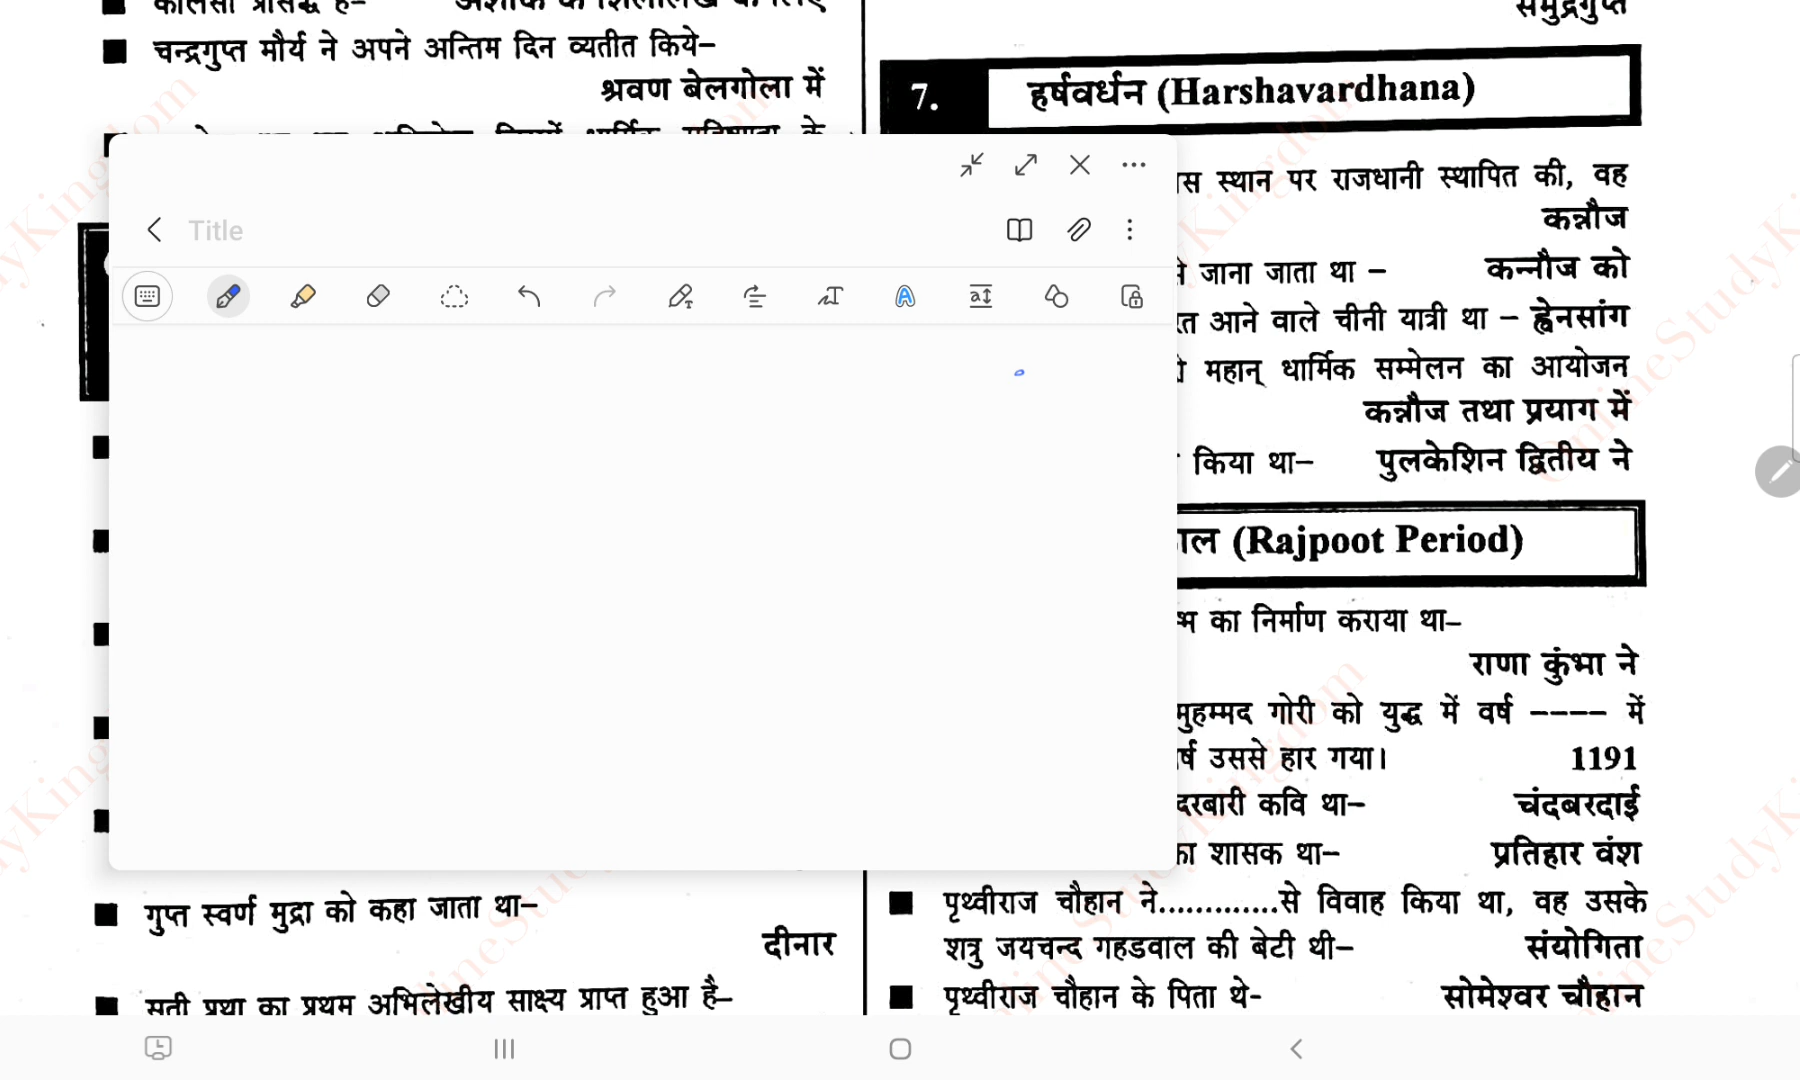 चन्द्रगुप्त मौर्य ने अपने अन्तिम दिन व्यतीत किये–
श्रवण बेलगोला में
Title
गुप्त स्वर्ण मुद्रा को कहा जाता था–
दीनार
सती प्रथा का प्रथम अभिलेखीय साक्ष्य प्राप्त हुआ है–
समुद्रगुप्त
7. हर्षवर्धन (Harshavardhana)
स्थान पर राजधानी स्थापित की, वह
कन्नौज
जाना जाता था – कन्नौज को
आने वाले चीनी यात्री था – ह्वेनसांग
महान् धार्मिक सम्मेलन का आयोजन
कन्नौज तथा प्रयाग में
किया था– पुलकेशिन द्वितीय ने
(Rajpoot Period)
का निर्माण कराया था–
राणा कुंभा ने
मुहम्मद गोरी को युद्ध में वर्ष –––– में
उससे हार गया। 1191
दरबारी कवि था– चंदबरदाई
शासक था– प्रतिहार वंश
■ पृथ्वीराज चौहान ने.............से विवाह किया था, वह उसके
शत्रु जयचन्द गहडवाल की बेटी थी– संयोगिता
■ पृथ्वीराज चौहान के पिता थे- सोमेश्वर चौहान